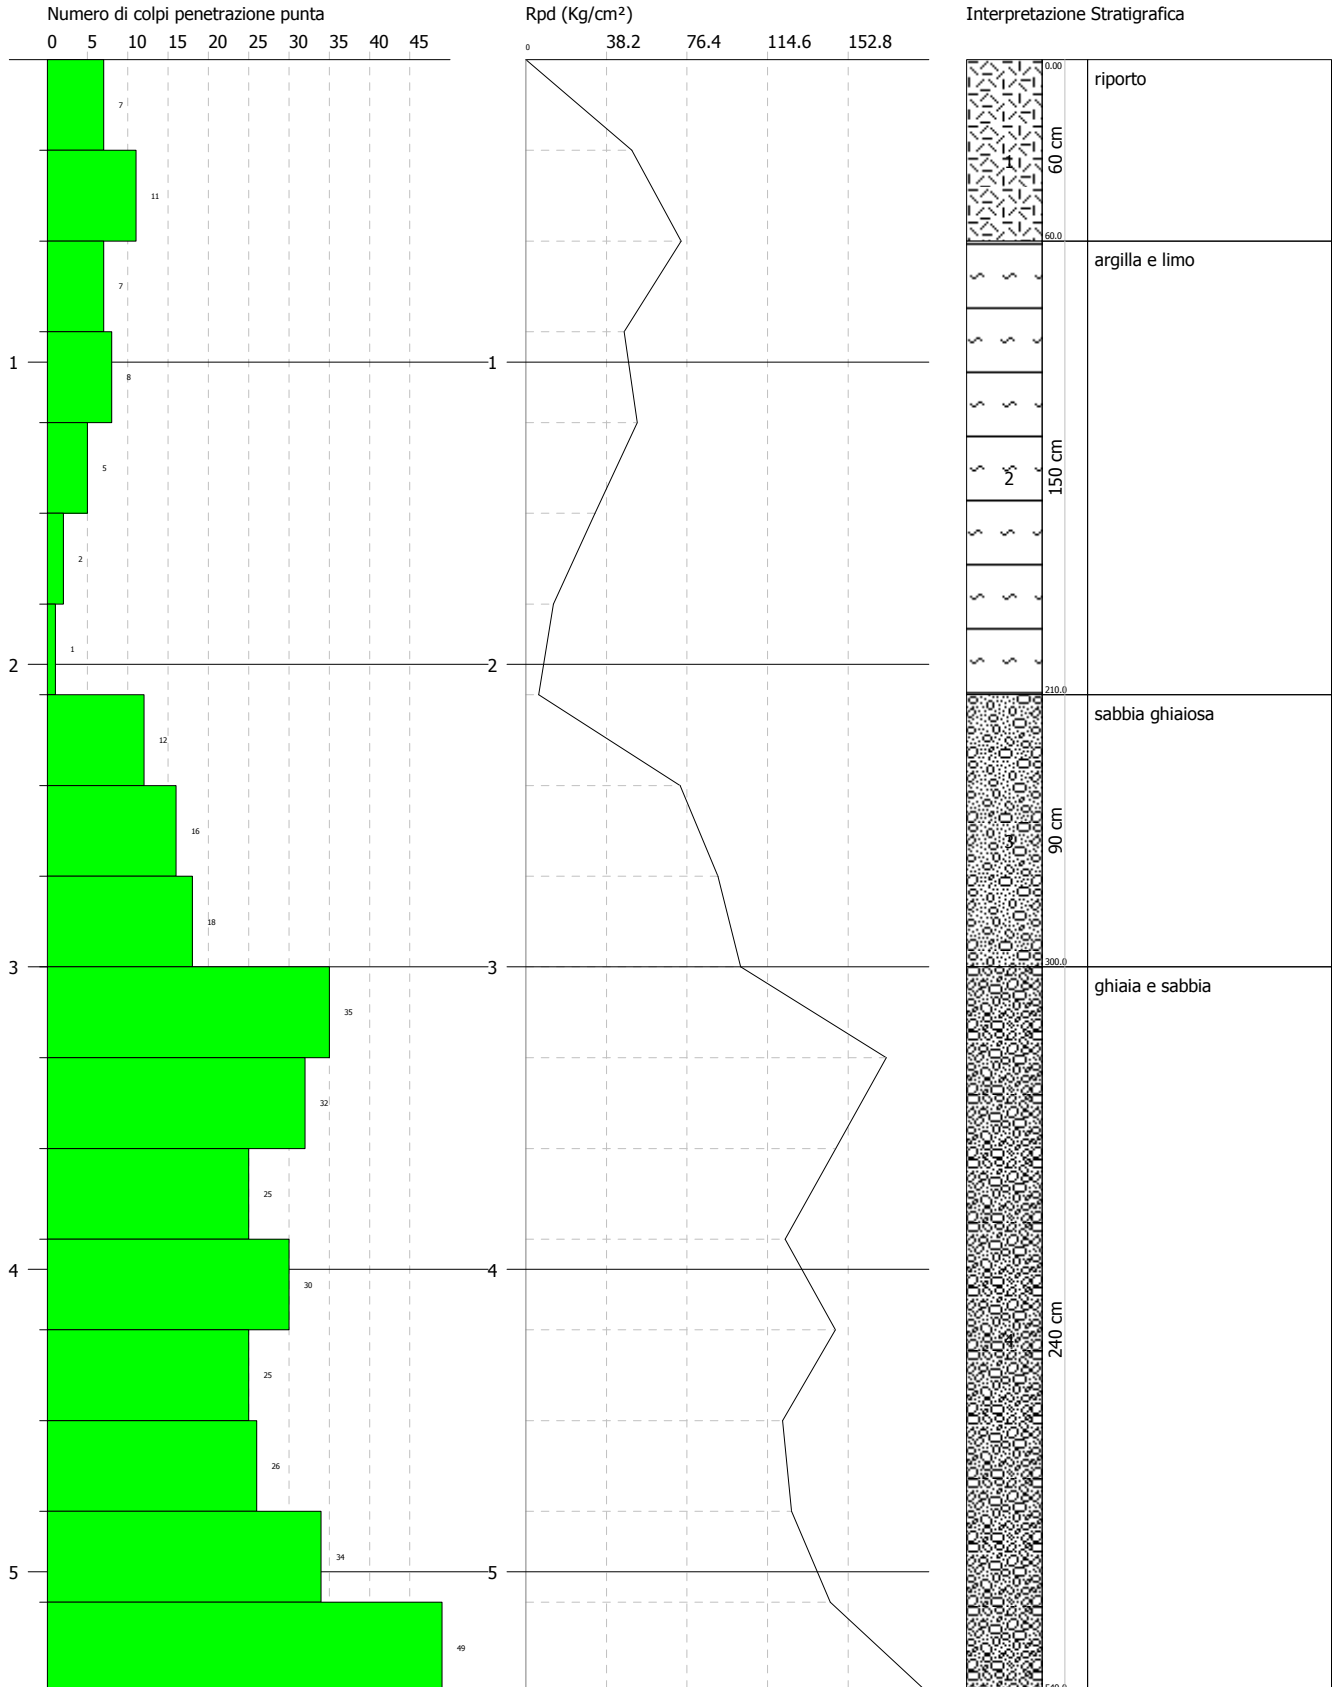 Numero di colpi penetrazione punta
Rpd (Kg/cm²)
Interpretazione Stratigrafica
0 5 10 15 20 25 30 35 40 45
0 38.2 76.4 114.6 152.8
0.00
riporto
7
1
60 cm
11
60.0
argilla e limo
7
1
1
8
5
2
150 cm
2
1
2
2
210.0
sabbia ghiaiosa
12
16
3
90 cm
18
3
3
300.0
ghiaia e sabbia
35
32
25
4
4
30
4
240 cm
25
26
34
5
5
49